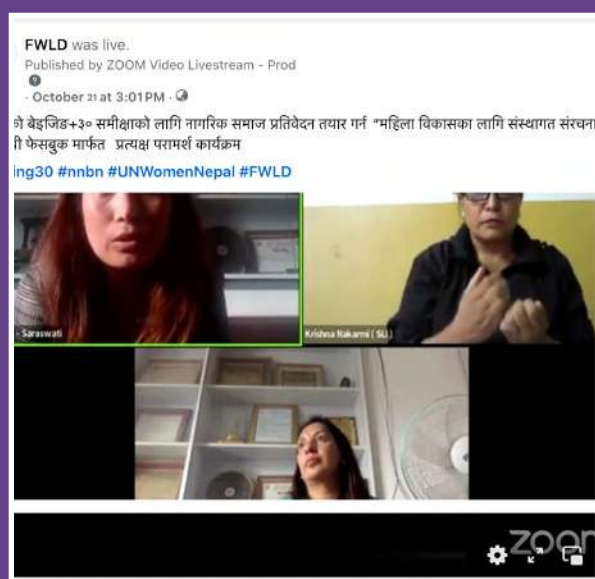 FWLD was live.
Published by ZOOM Video Livestream - Prod
· October 21 at 3:01 PM ·
बेइजिङ+३० समीक्षाको लागि नागरिक समाज प्रतिवेदन तयार गर्न "महिला विकासका लागि संस्थागत संरचना
फेसबुक मार्फत प्रत्यक्ष परामर्श कार्यक्रम
ing30 #nnbn #UNWomenNepal #FWLD
- Saraswati
Krishna Nakarmi ( SLI )
zoom